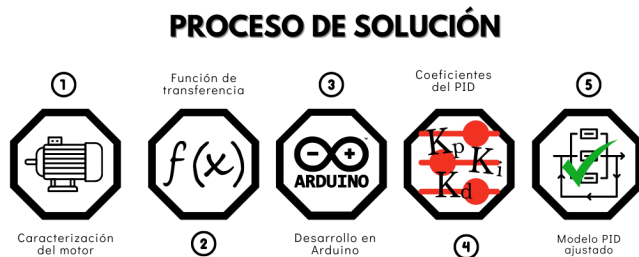 PROCESO DE SOLUCIÓN
1
Caracterización
del motor
Función de
transferencia
f(x)
2
3
ARDUINO
Desarrollo en
Arduino
Coeficientes
del PID
Kp
Ki
Kd
4
5
Modelo PID
ajustado